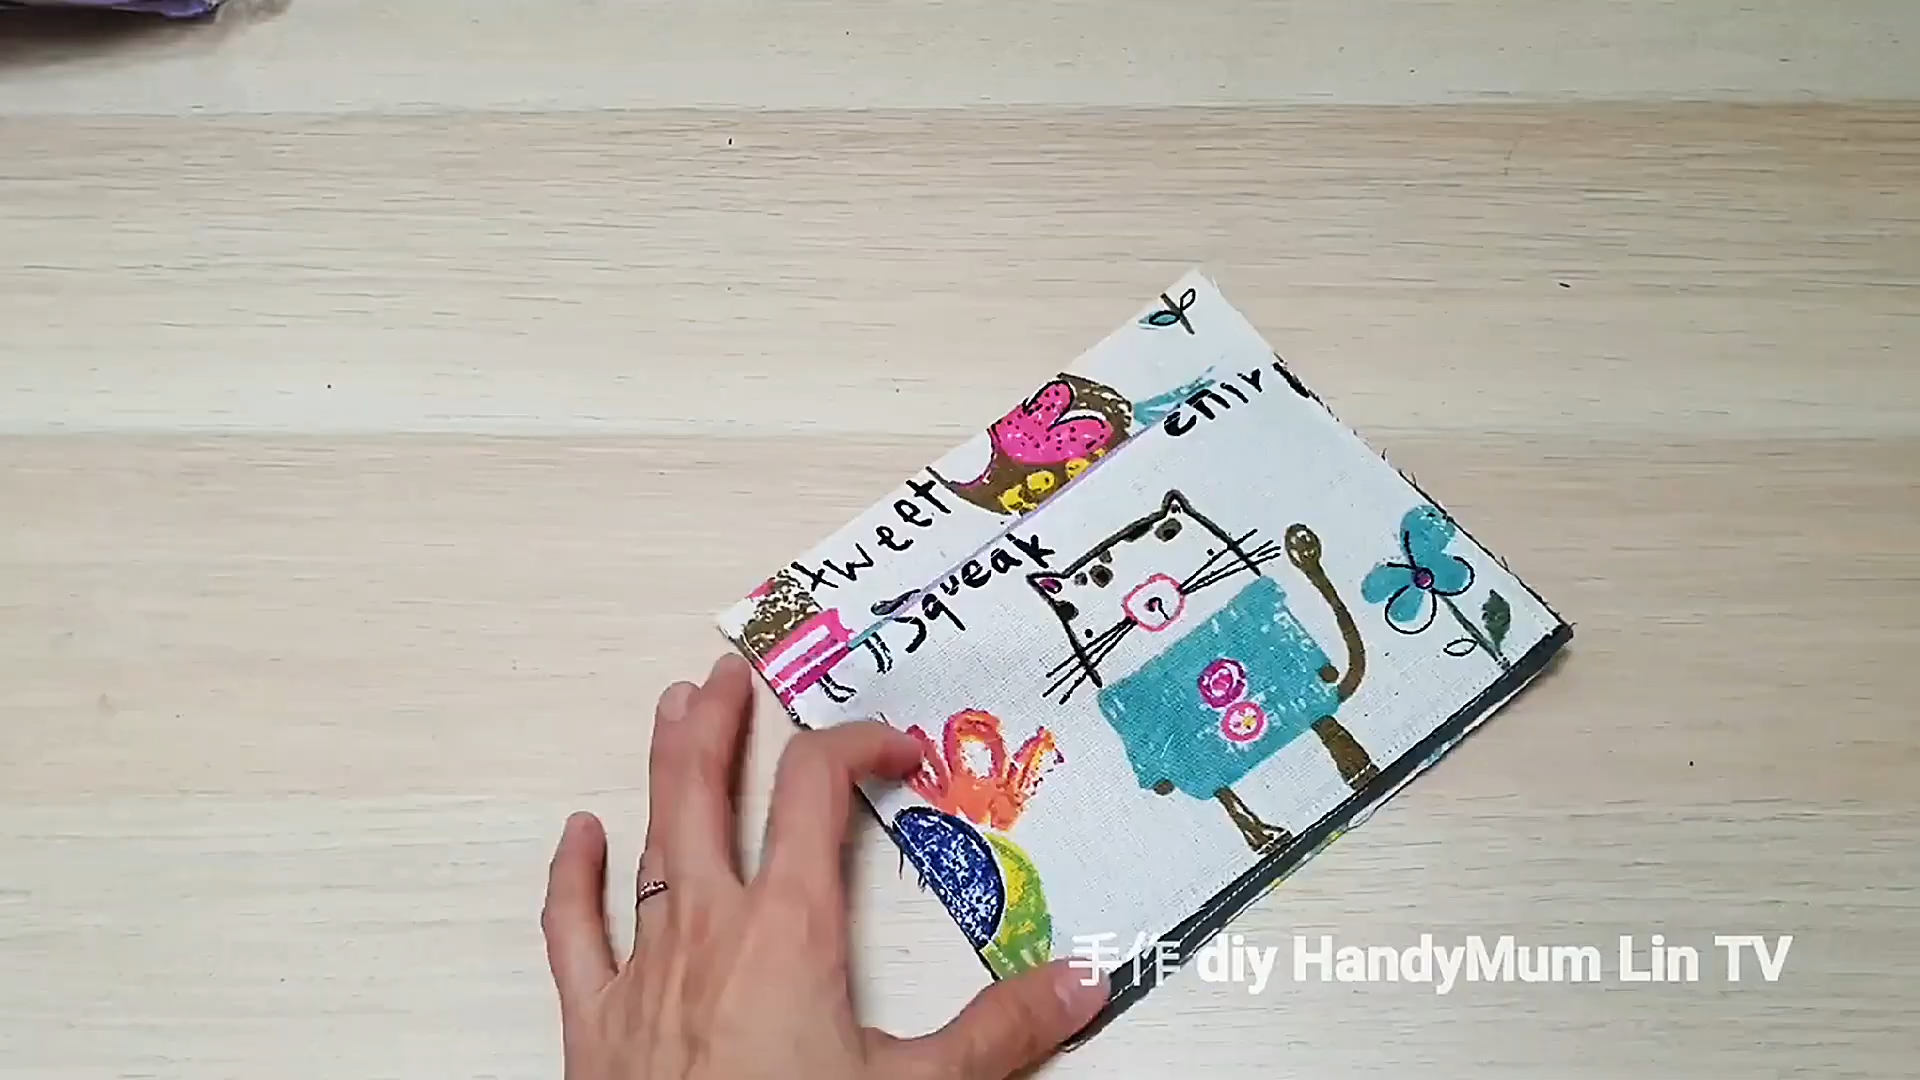 tweet
squeak
手作 diy HandyMum Lin TV